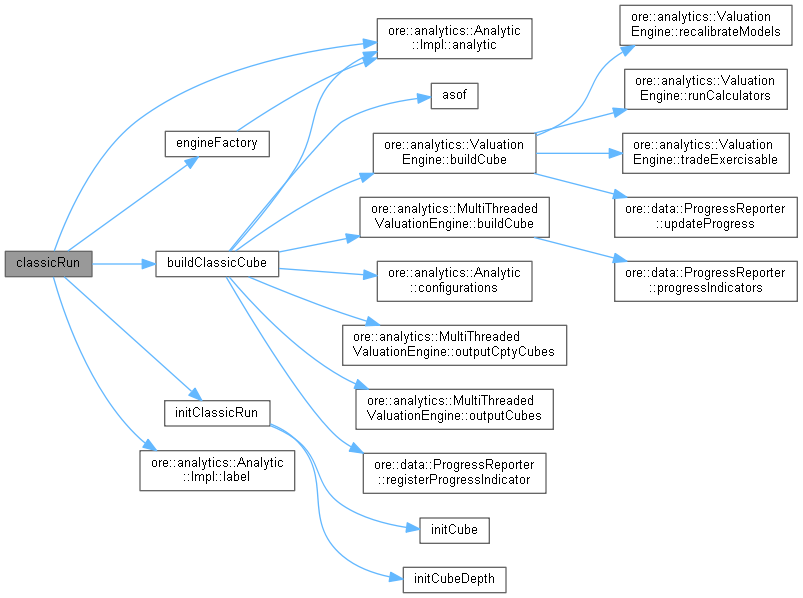 classicRun
engineFactory
buildClassicCube
initClassicRun
ore::analytics::Analytic
::Impl::label
ore::analytics::Analytic
::Impl::analytic
asof
ore::analytics::Valuation
Engine::buildCube
ore::analytics::MultiThreaded
ValuationEngine::buildCube
ore::analytics::Analytic
::configurations
ore::analytics::MultiThreaded
ValuationEngine::outputCptyCubes
ore::analytics::MultiThreaded
ValuationEngine::outputCubes
ore::data::ProgressReporter
::registerProgressIndicator
initCube
initCubeDepth
ore::analytics::Valuation
Engine::recalibrateModels
ore::analytics::Valuation
Engine::runCalculators
ore::analytics::Valuation
Engine::tradeExercisable
ore::data::ProgressReporter
::updateProgress
ore::data::ProgressReporter
::progressIndicators